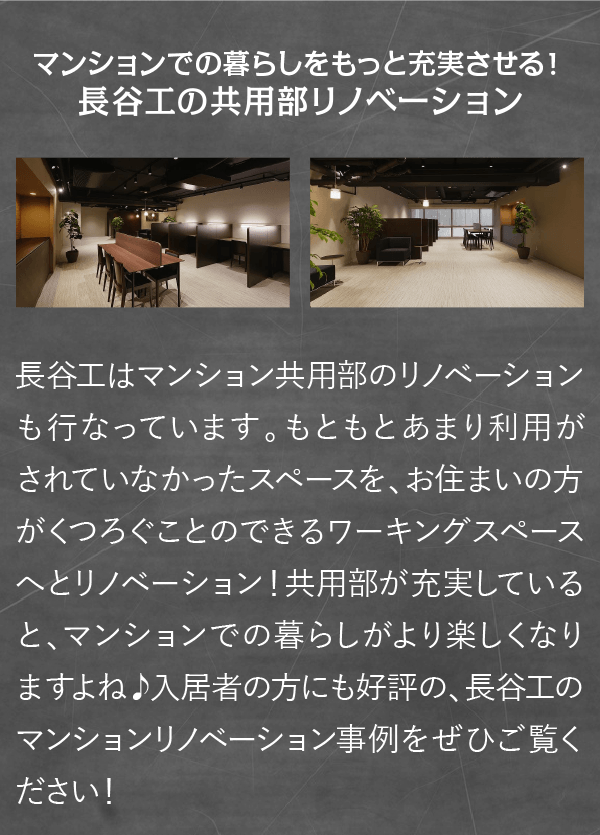 マンションでの暮らしをもっと充実させる！
長谷工の共用部リノベーション
長谷工はマンション共用部のリノベーション
も行なっています。もともとあまり利用が
されていなかったスペースを、お住まいの方
がくつろぐことのできるワーキングスペース
へとリノベーション！共用部が充実している
と、マンションでの暮らしがより楽しくなり
ますよね♪入居者の方にも好評の、長谷工の
マンションリノベーション事例をぜひご覧く
ださい！